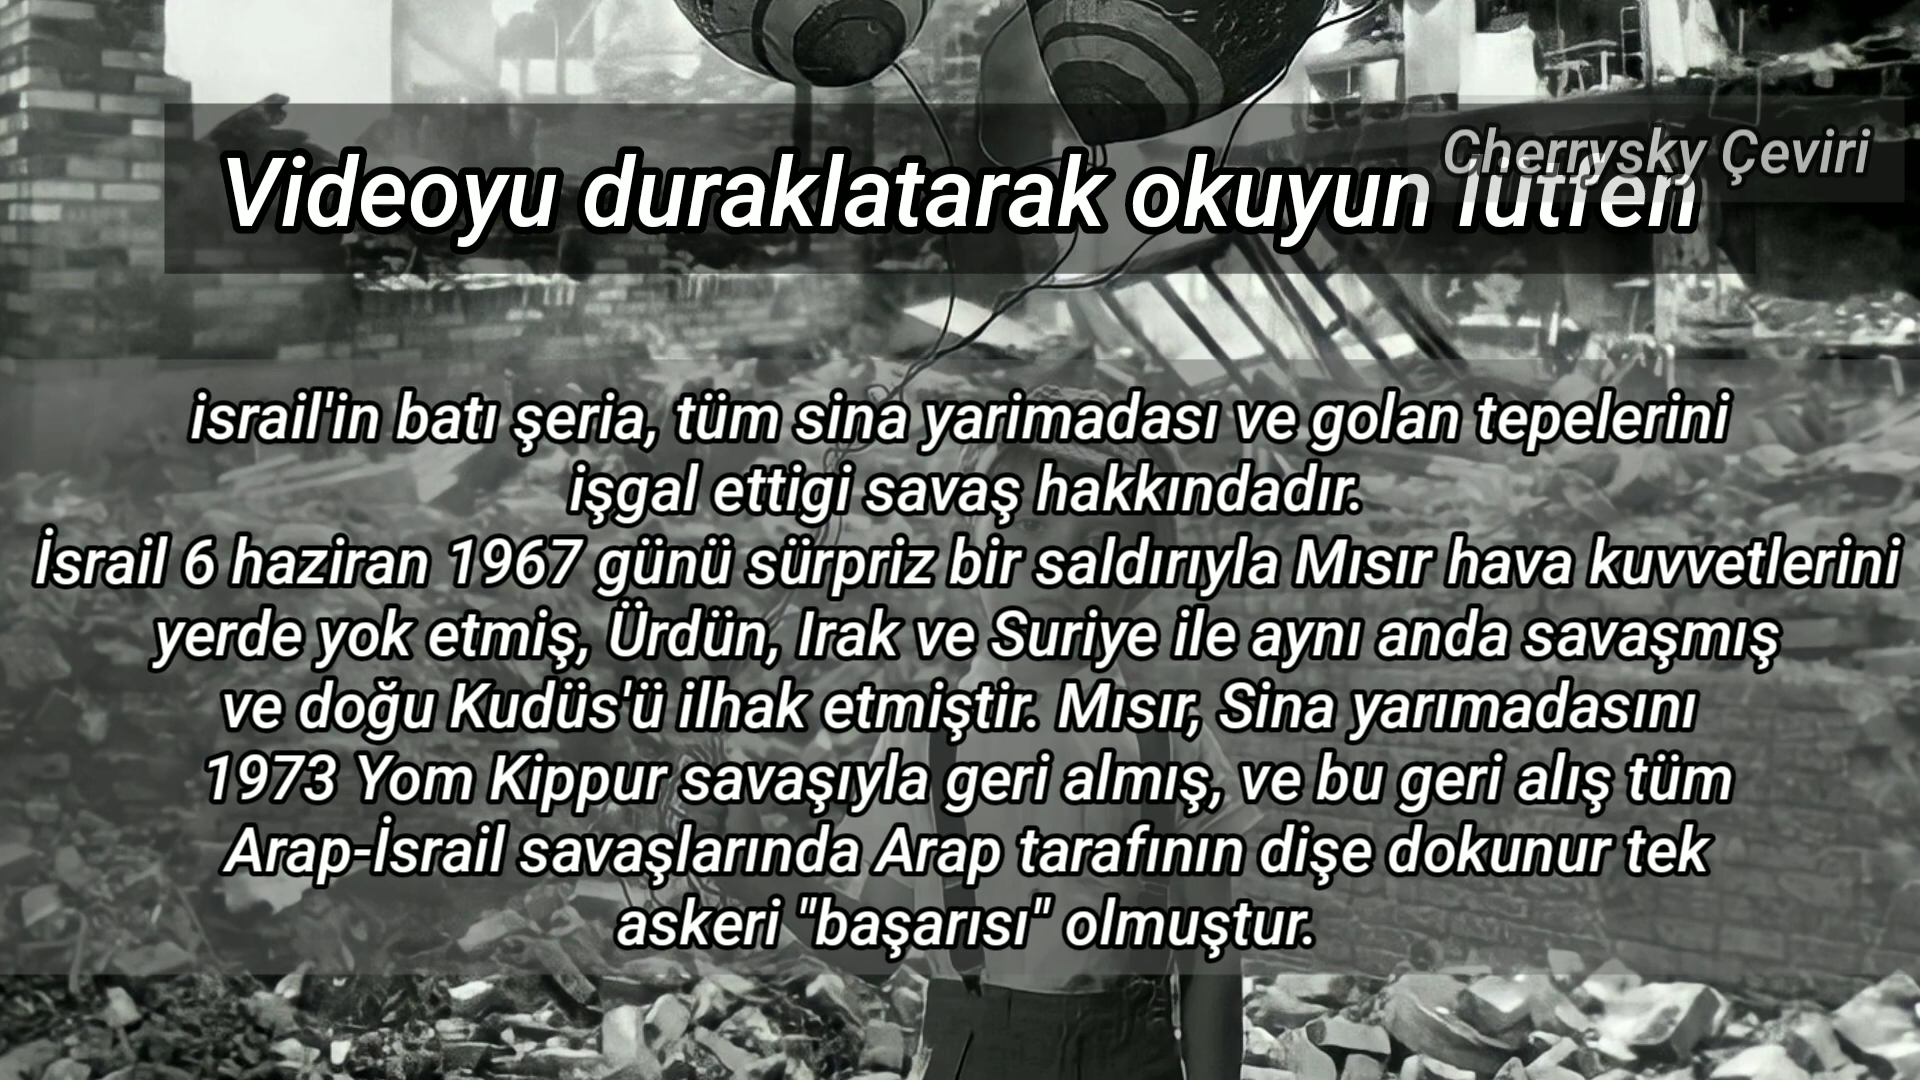 Cherrysky Çeviri
Videoyu duraklatarak okuyun lütfen
israil'in batı şeria, tüm sina yarimadası ve golan tepelerini
işgal ettigi savaş hakkındadır.
İsrail 6 haziran 1967 günü sürpriz bir saldırıyla Mısır hava kuvvetlerini
yerde yok etmiş, Ürdün, Irak ve Suriye ile aynı anda savaşmış
ve doğu Kudüs'ü ilhak etmiştir. Mısır, Sina yarımadasını
1973 Yom Kippur savaşıyla geri almış, ve bu geri alış tüm
Arap-İsrail savaşlarında Arap tarafının dişe dokunur tek
askeri "başarısı" olmuştur.